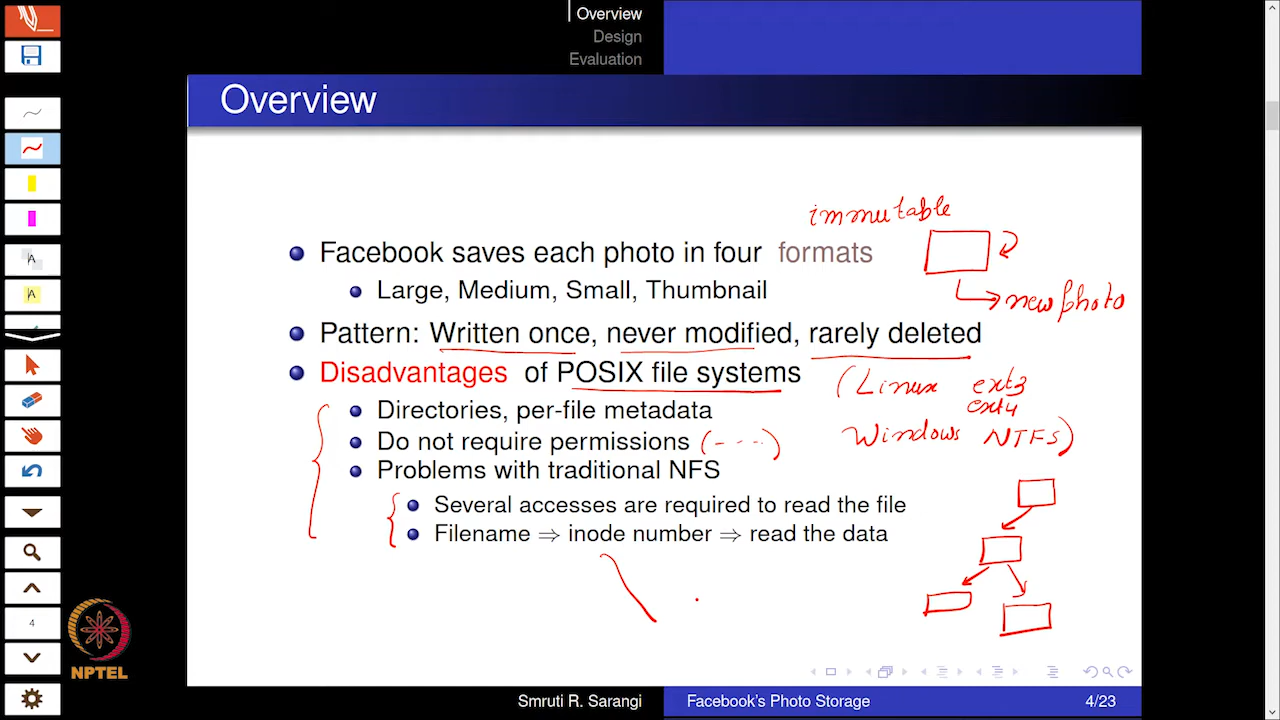 Overview
Design
Evaluation
Overview
immutable
Facebook saves each photo in four formats
Large, Medium, Small, Thumbnail
new photo
Pattern: Written once, never modified, rarely deleted
Disadvantages of POSIX file systems
(Linux ext3
ext4
Windows NTFS)
Directories, per-file metadata
Do not require permissions (- - - -)
Problems with traditional NFS
Several accesses are required to read the file
Filename ⇒ inode number ⇒ read the data
A
A
4
NPTEL
Smruti R. Sarangi
Facebook's Photo Storage
4/23